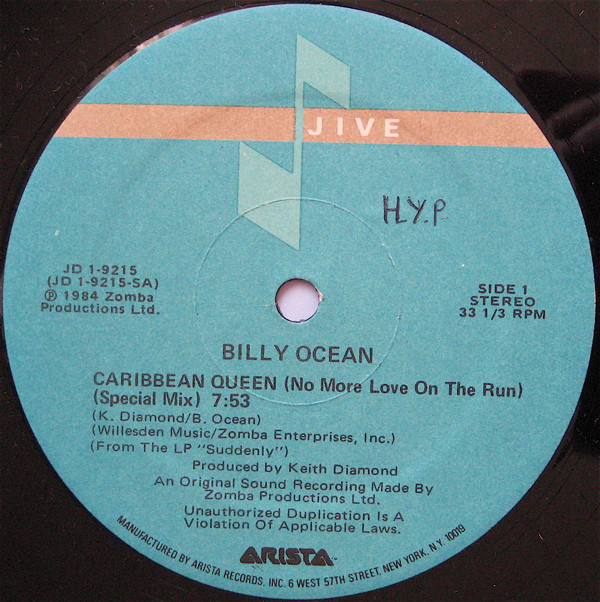 JIVE
H.Y.P
JD 1-9215
(JD 1-9215-SA)
℗ 1984 Zomba
Productions Ltd.
SIDE 1
STEREO
33 1/3 RPM
BILLY OCEAN
CARIBBEAN QUEEN (No More Love On The Run)
(Special Mix) 7:53
(K. Diamond/B. Ocean)
(Willesden Music/Zomba Enterprises, Inc.)
(From The LP "Suddenly")
Produced by Keith Diamond
An Original Sound Recording Made By
Zomba Productions Ltd.
Unauthorized Duplication Is A
Violation Of Applicable Laws.
ARISTA™
MANUFACTURED BY ARISTA RECORDS, INC. 6 WEST 57TH STREET, NEW YORK, N.Y. 10019